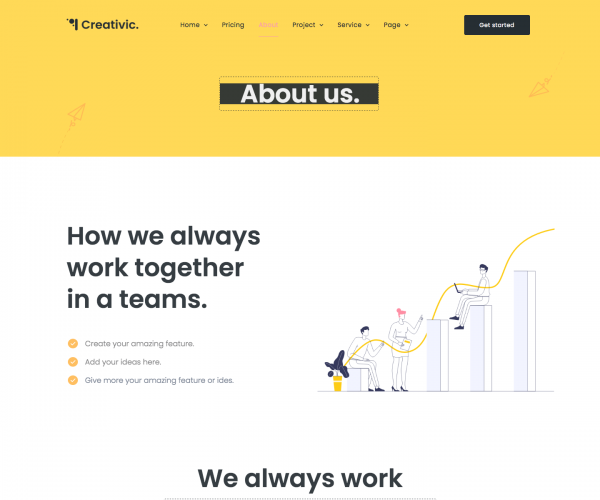 Creativic.
Home Pricing About Project Service Page
Get started
About us.
How we always
work together
in a teams.
Create your amazing feature.
Add your ideas here.
Give more your amazing feature or ides.
We always work